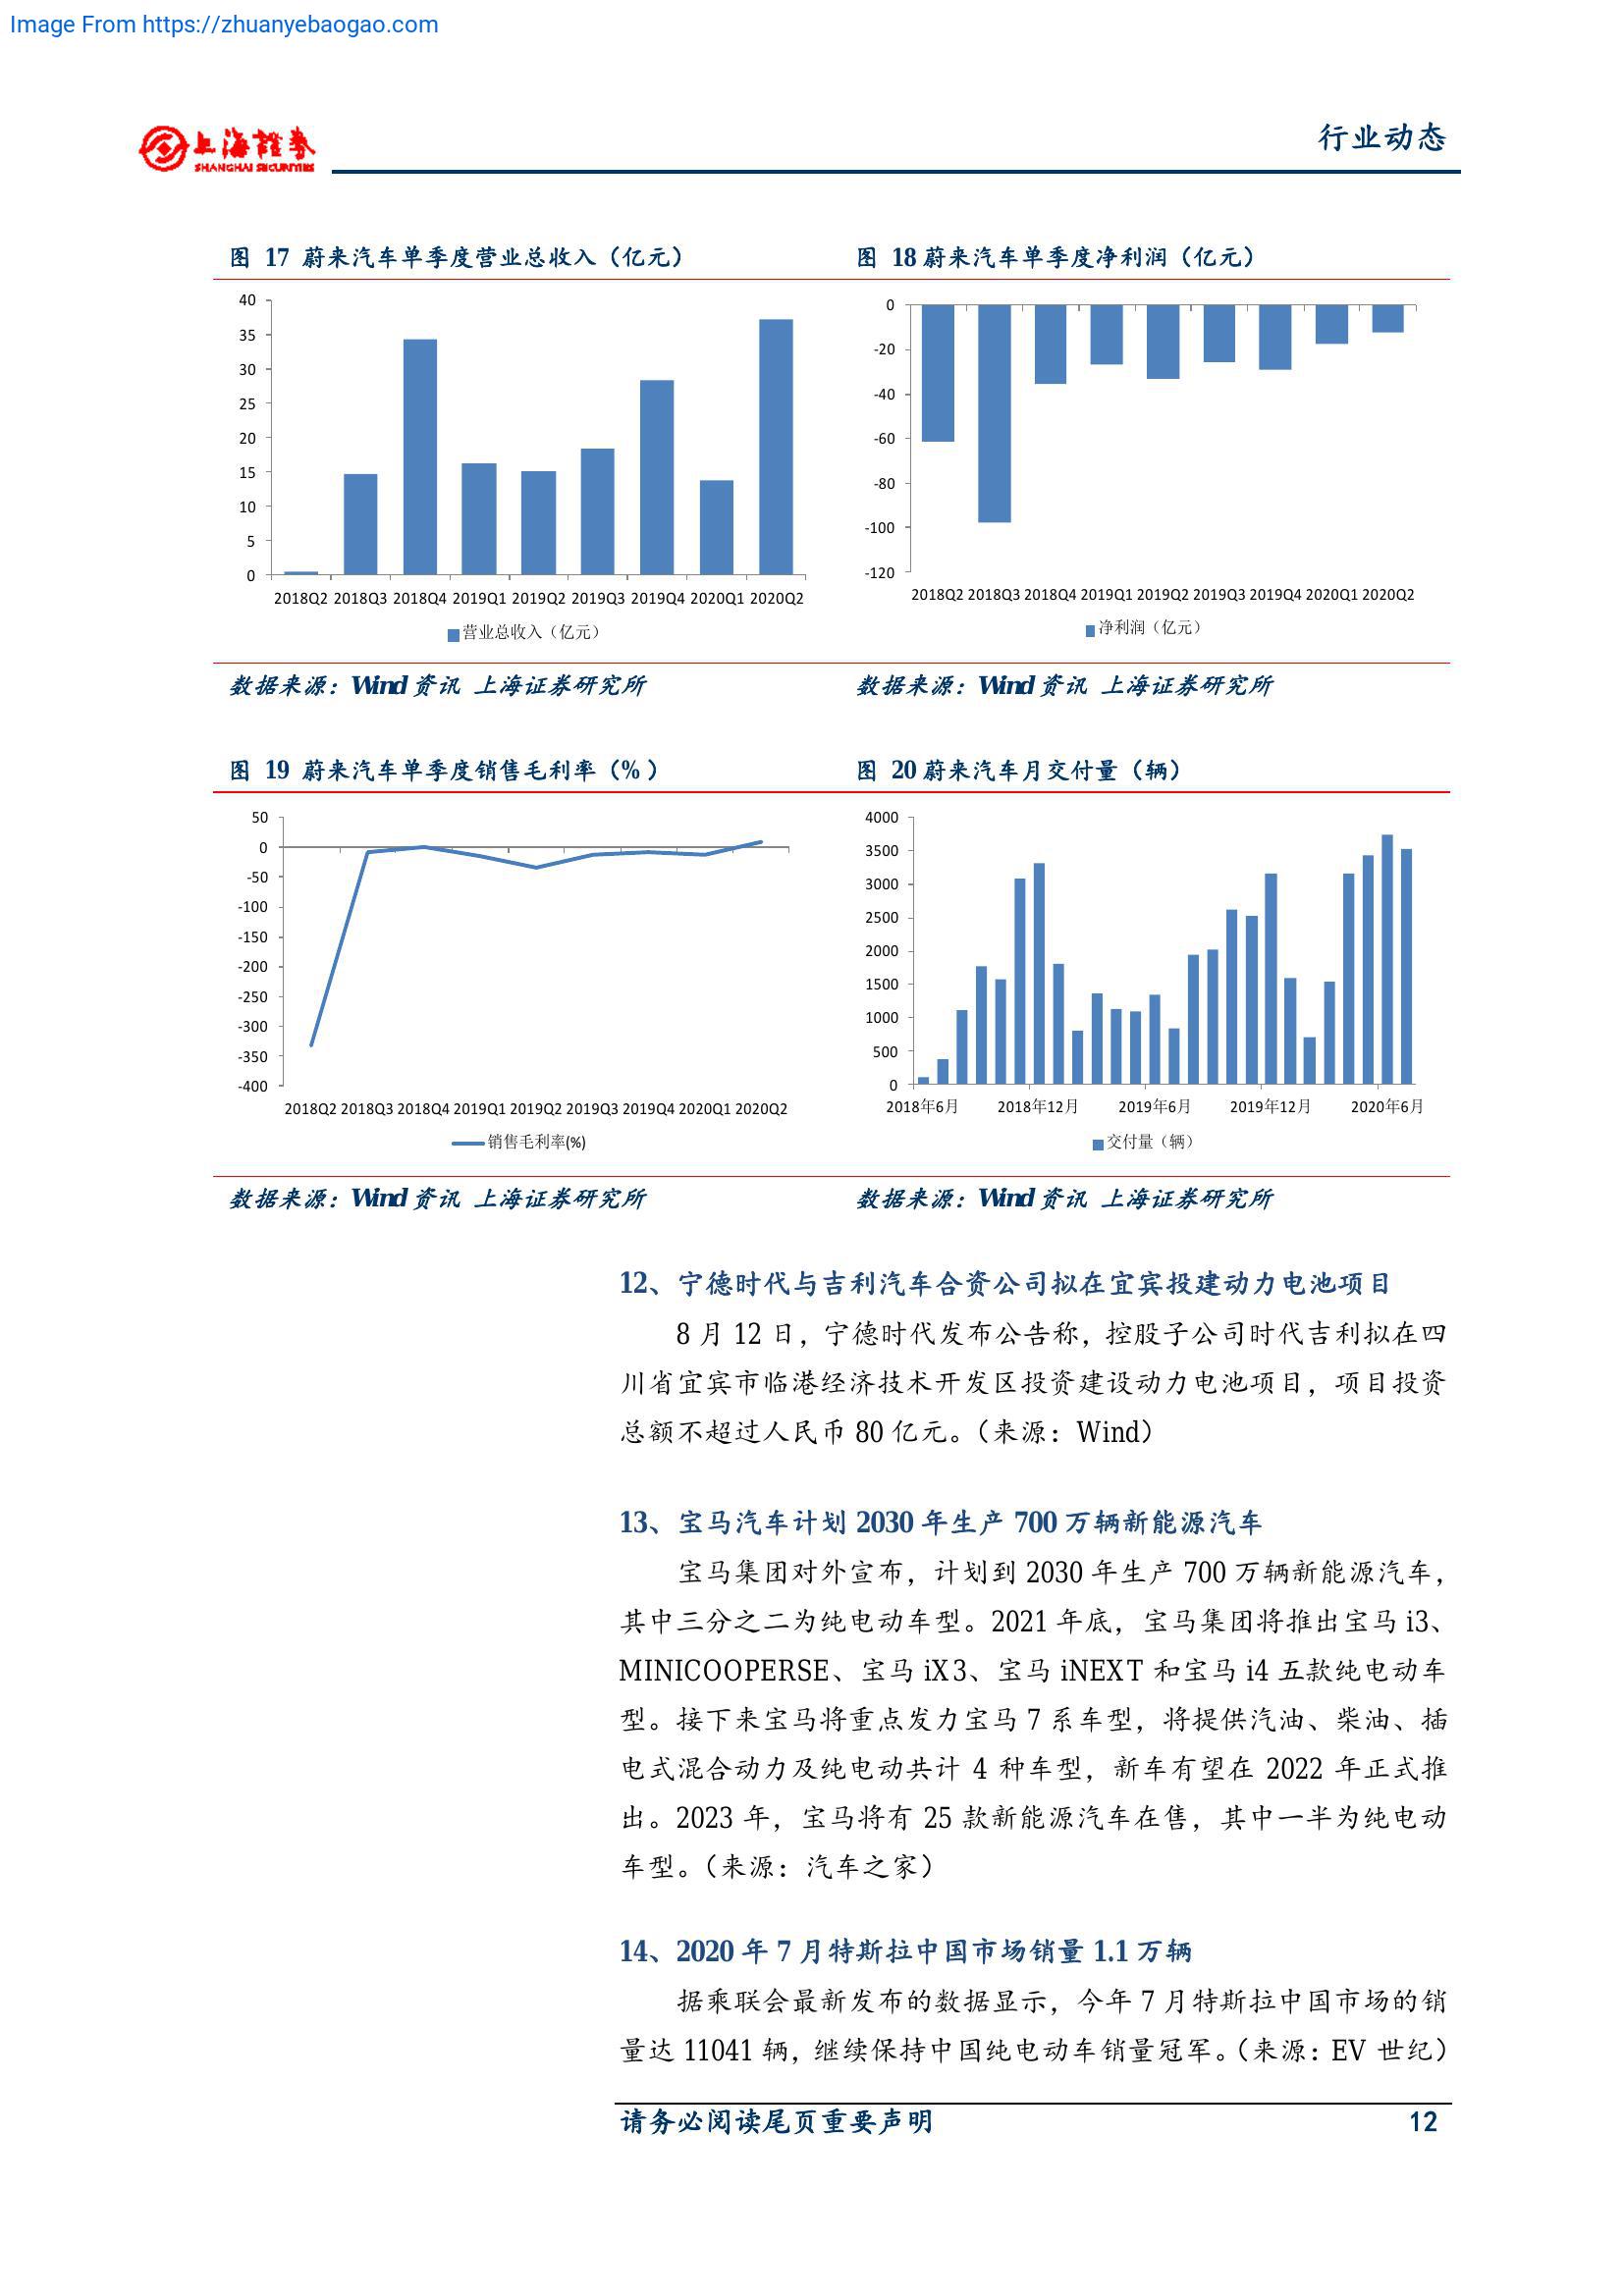 Image From https://zhuanyebaogao.com
上海證券
SHANGHAI SECURITIES
行业动态
图 17 蔚来汽车单季度营业总收入（亿元）
图 18 蔚来汽车单季度净利润（亿元）
40
35
30
25
20
15
10
5
0
2018Q2 2018Q3 2018Q4 2019Q1 2019Q2 2019Q3 2019Q4 2020Q1 2020Q2
营业总收入（亿元）
0
-20
-40
-60
-80
-100
-120
2018Q2 2018Q3 2018Q4 2019Q1 2019Q2 2019Q3 2019Q4 2020Q1 2020Q2
净利润（亿元）
数据来源：Wind 资讯 上海证券研究所
数据来源：Wind 资讯 上海证券研究所
图 19 蔚来汽车单季度销售毛利率（%）
图 20 蔚来汽车月交付量（辆）
50
0
-50
-100
-150
-200
-250
-300
-350
-400
2018Q2 2018Q3 2018Q4 2019Q1 2019Q2 2019Q3 2019Q4 2020Q1 2020Q2
销售毛利率(%)
4000
3500
3000
2500
2000
1500
1000
500
0
2018年6月 2018年12月 2019年6月 2019年12月 2020年6月
交付量（辆）
数据来源：Wind 资讯 上海证券研究所
数据来源：Wind 资讯 上海证券研究所
12、宁德时代与吉利汽车合资公司拟在宜宾投建动力电池项目
8 月 12 日，宁德时代发布公告称，控股子公司时代吉利拟在四
川省宜宾市临港经济技术开发区投资建设动力电池项目，项目投资
总额不超过人民币 80 亿元。（来源：Wind）
13、宝马汽车计划 2030 年生产 700 万辆新能源汽车
宝马集团对外宣布，计划到 2030 年生产 700 万辆新能源汽车，
其中三分之二为纯电动车型。2021 年底，宝马集团将推出宝马 i3、
MINICOOPERSE、宝马 iX3、宝马 iNEXT 和宝马 i4 五款纯电动车
型。接下来宝马将重点发力宝马 7 系车型，将提供汽油、柴油、插
电式混合动力及纯电动共计 4 种车型，新车有望在 2022 年正式推
出。2023 年，宝马将有 25 款新能源汽车在售，其中一半为纯电动
车型。（来源：汽车之家）
14、2020 年 7 月特斯拉中国市场销量 1.1 万辆
据乘联会最新发布的数据显示，今年 7 月特斯拉中国市场的销
量达 11041 辆，继续保持中国纯电动车销量冠军。（来源：EV 世纪）
请务必阅读尾页重要声明
12